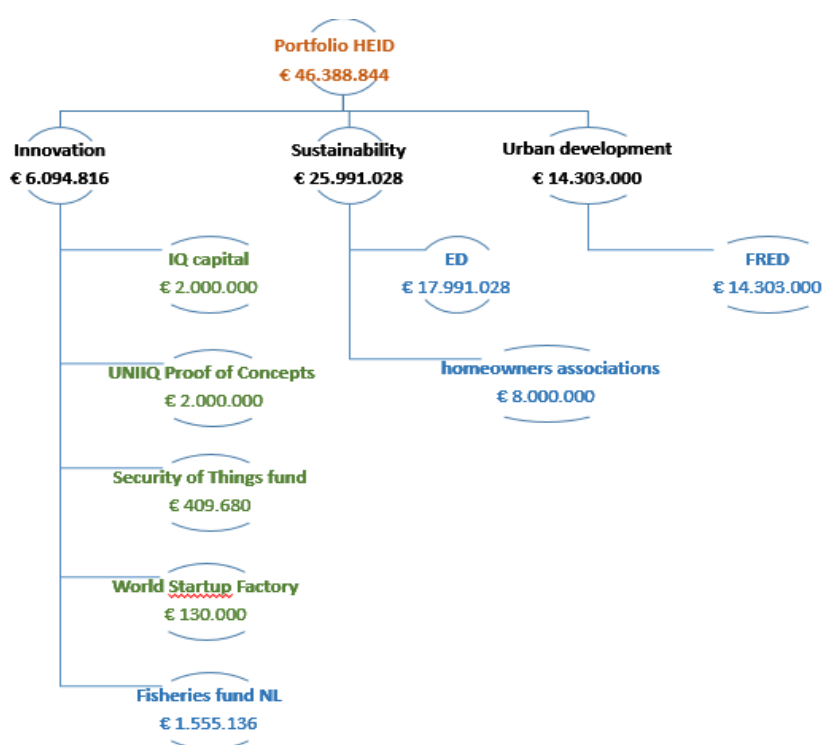 Portfolio HEID
€ 46.388.844
Innovation
€ 6.094.816
Sustainability
€ 25.991.028
Urban development
€ 14.303.000
IQ capital
€ 2.000.000
ED
€ 17.991.028
FRED
€ 14.303.000
UNIIQ Proof of Concepts
€ 2.000.000
homeowners associations
€ 8.000.000
Security of Things fund
€ 409.680
World Startup Factory
€ 130.000
Fisheries fund NL
€ 1.555.136